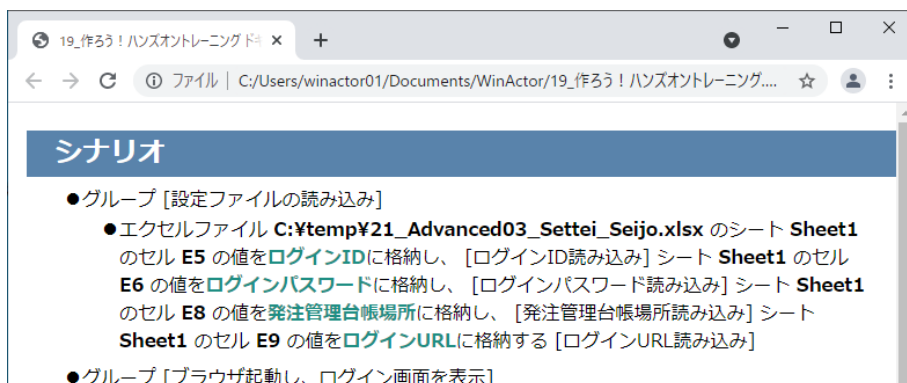 19_作ろう！ハンズオントレーニング
ファイル | C:/Users/winactor01/Documents/WinActor/19_作ろう！ハンズオントレーニング....
シナリオ
●グループ [設定ファイルの読み込み]
●エクセルファイル C:¥temp¥21_Advanced03_Settei_Seijo.xlsx のシート Sheet1
のセル E5 の値をログインIDに格納し、 [ログインID読み込み] シート Sheet1 のセル
E6 の値をログインパスワードに格納し、 [ログインパスワード読み込み] シート Sheet1
のセル E8 の値を発注管理台帳場所に格納し、 [発注管理台帳場所読み込み] シート
Sheet1 のセル E9 の値をログインURLに格納する [ログインURL読み込み]
●グループ [ブラウザ起動し、ログイン画面を表示]